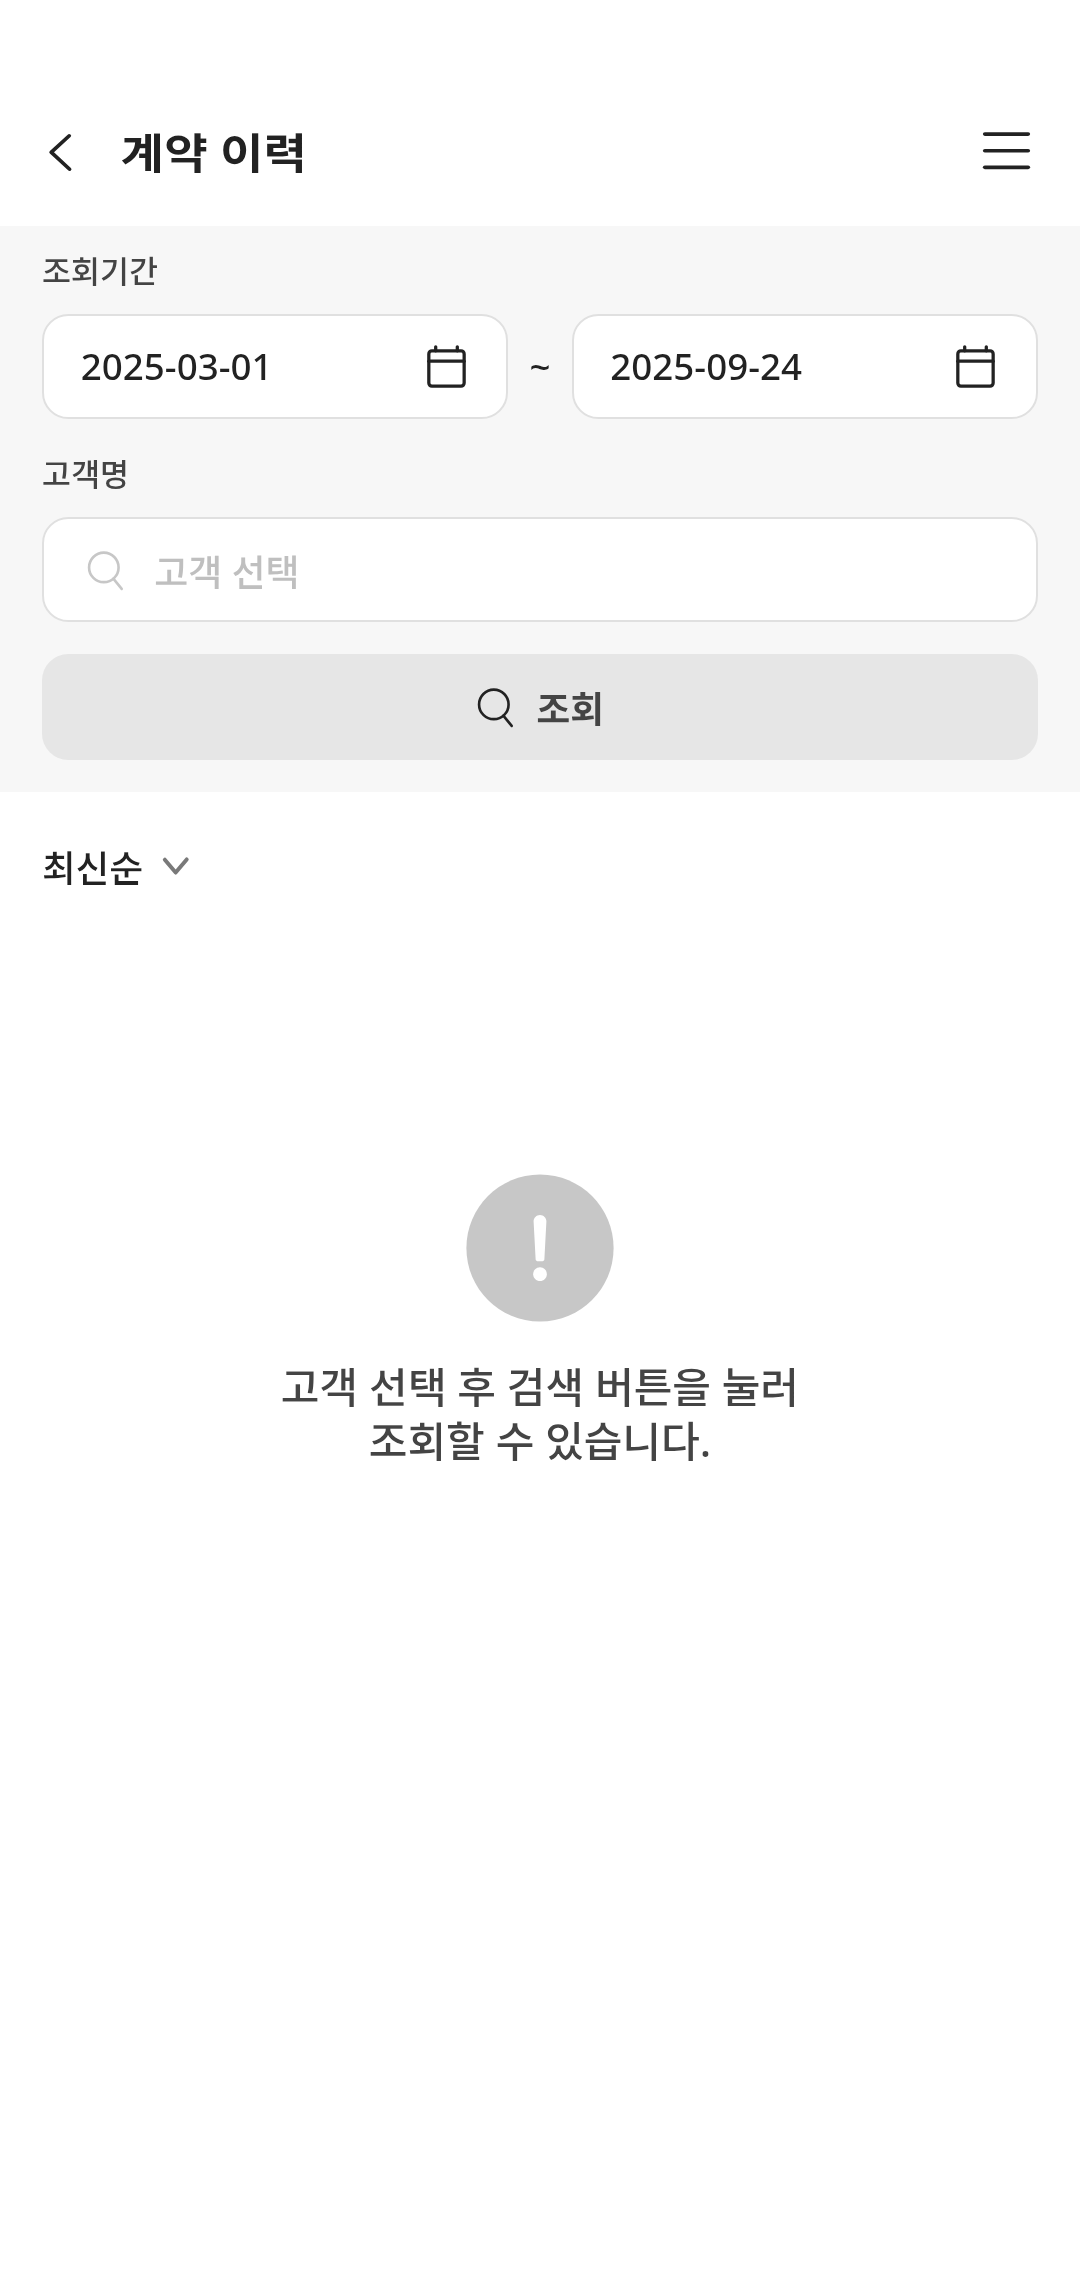 계약 이력
조회기간
2025-03-01 ~ 2025-09-24
고객명
고객 선택
조회
최신순
고객 선택 후 검색 버튼을 눌러
조회할 수 있습니다.